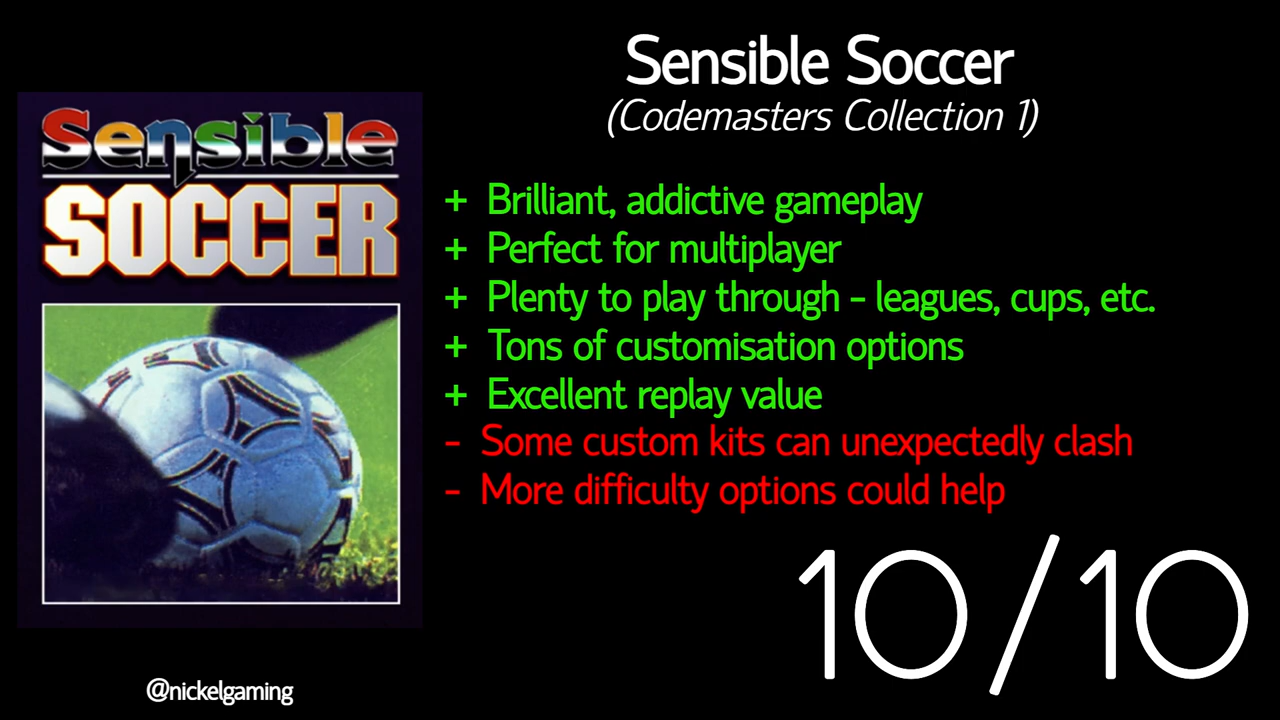 Sensible Soccer
(Codemasters Collection 1)
Sensible
SOCCER
+ Brilliant, addictive gameplay
+ Perfect for multiplayer
+ Plenty to play through - leagues, cups, etc.
+ Tons of customisation options
+ Excellent replay value
- Some custom kits can unexpectedly clash
- More difficulty options could help
10/10
@nickelgaming